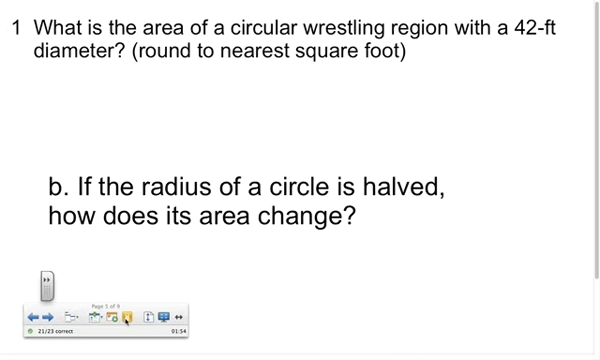 1 What is the area of a circular wrestling region with a 42-ft
diameter? (round to nearest square foot)
b. If the radius of a circle is halved,
how does its area change?
Page 5 of 9
21/23 correct 01:54